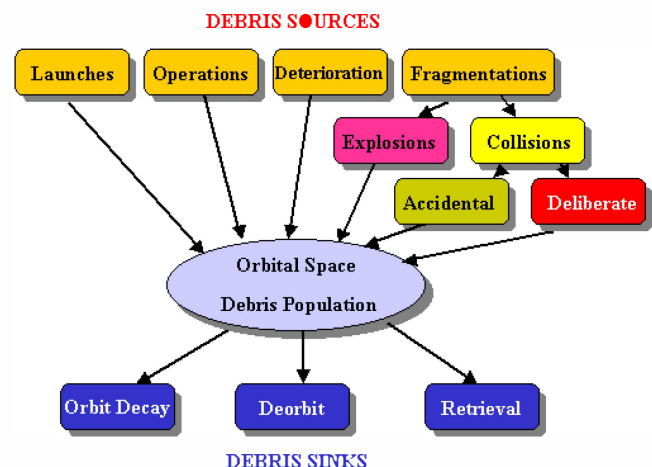 DEBRIS SOURCES
Launches
Operations
Deterioration
Fragmentations
Explosions
Collisions
Accidental
Deliberate
Orbital Space
Debris Population
Orbit Decay
Deorbit
Retrieval
DEBRIS SINKS